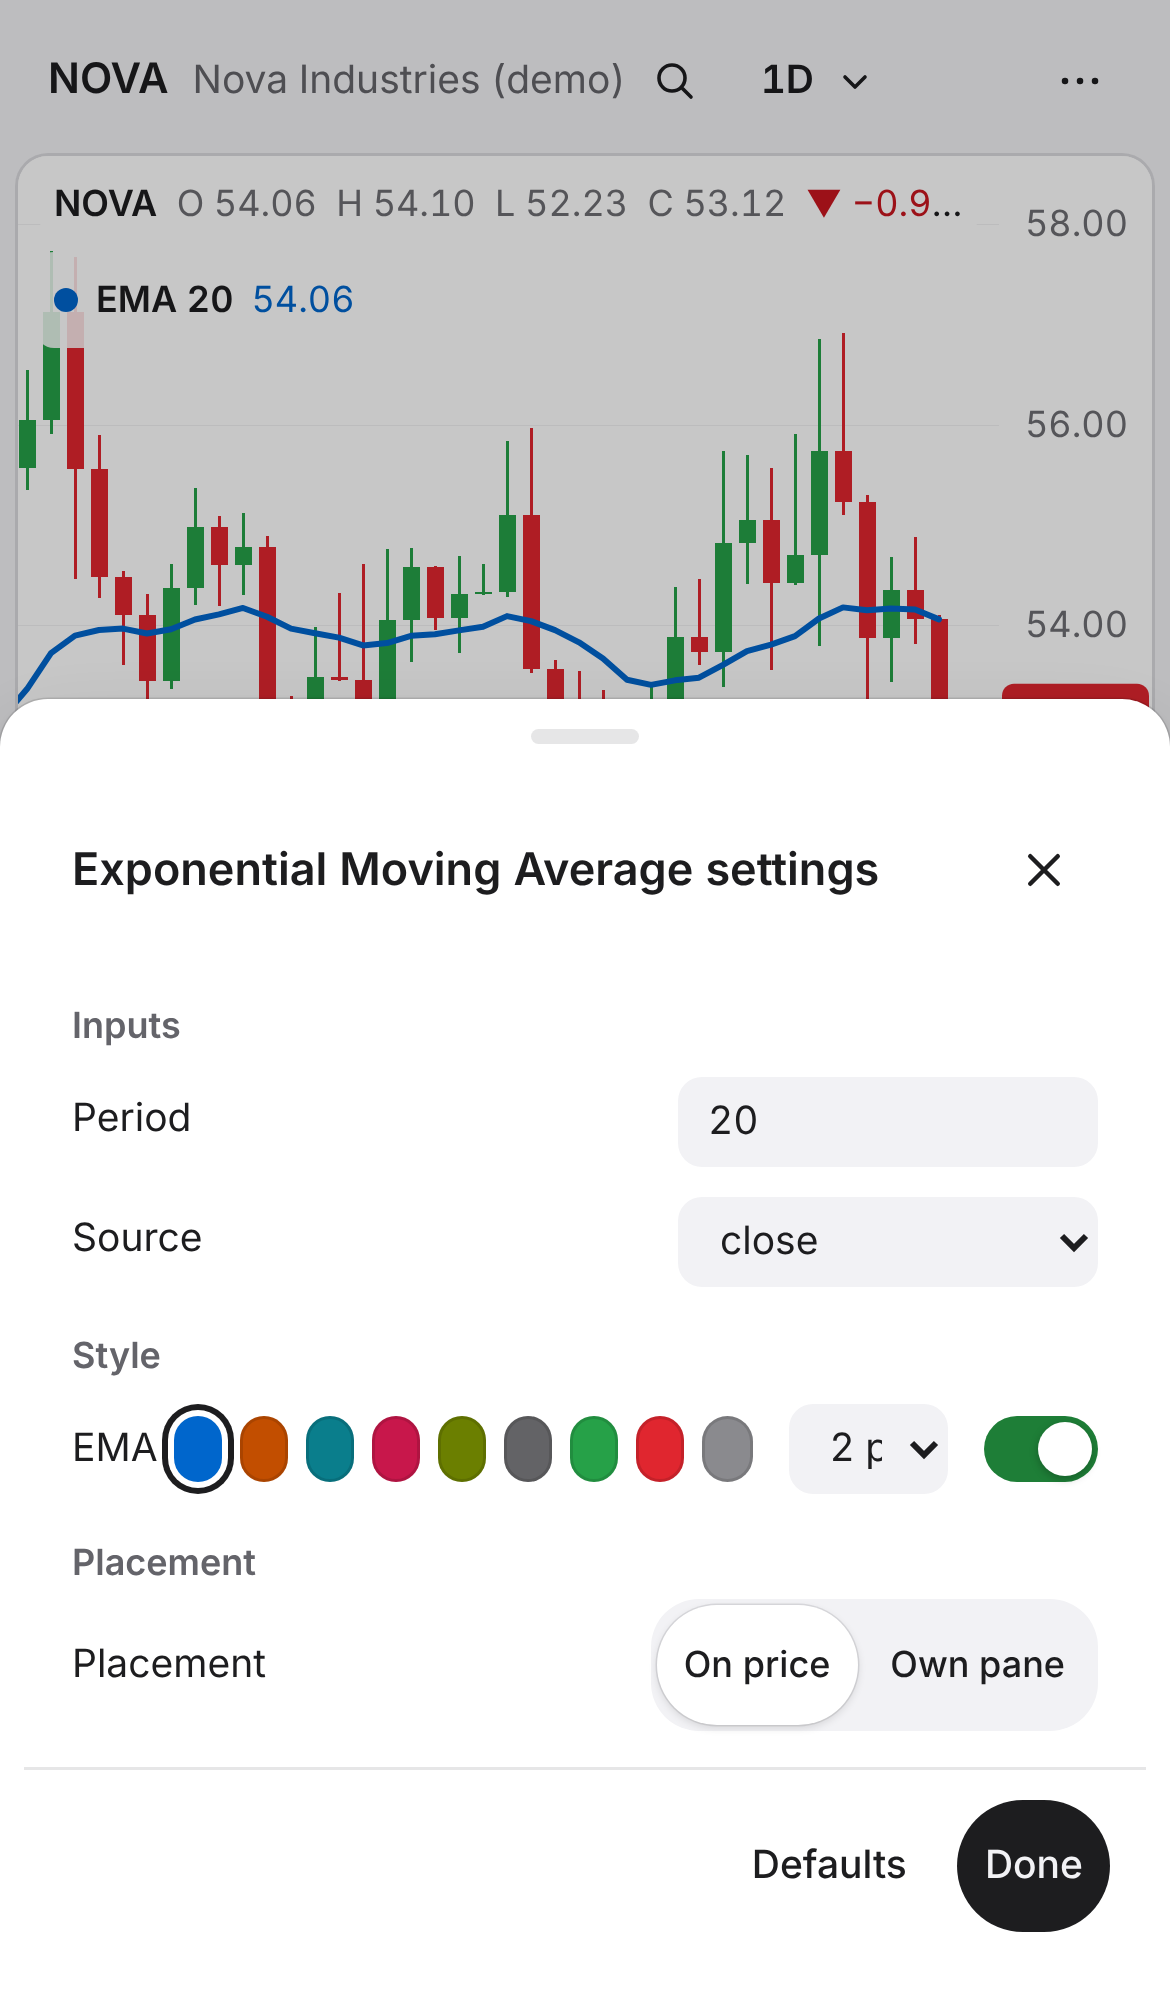 NOVA Nova Industries (demo) 1D
NOVA O 54.06 H 54.10 L 52.23 C 53.12 ▼ −0.9...
58.00
EMA 20 54.06
56.00
54.00
Exponential Moving Average settings
Inputs
Period 20
Source close
Style
EMA 2 p
Placement
Placement On price Own pane
Defaults Done